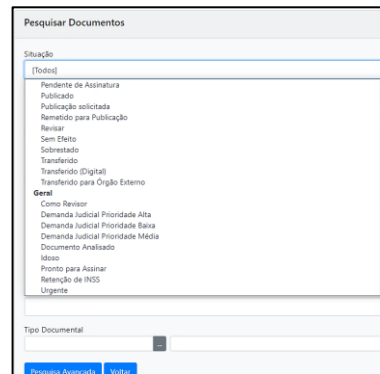 Pesquisar Documentos
Situação
[Todos]
Pendente de Assinatura
Publicado
Publicação solicitada
Remetido para Publicação
Revisar
Sem Efeito
Sobrestado
Transferido
Transferido (Digital)
Transferido para Órgão Externo
Geral
Como Revisor
Demanda Judicial Prioridade Alta
Demanda Judicial Prioridade Baixa
Demanda Judicial Prioridade Média
Documento Analisado
Idoso
Pronto para Assinar
Retenção de INSS
Urgente
Tipo Documental
...
Pesquisa Avançada Voltar